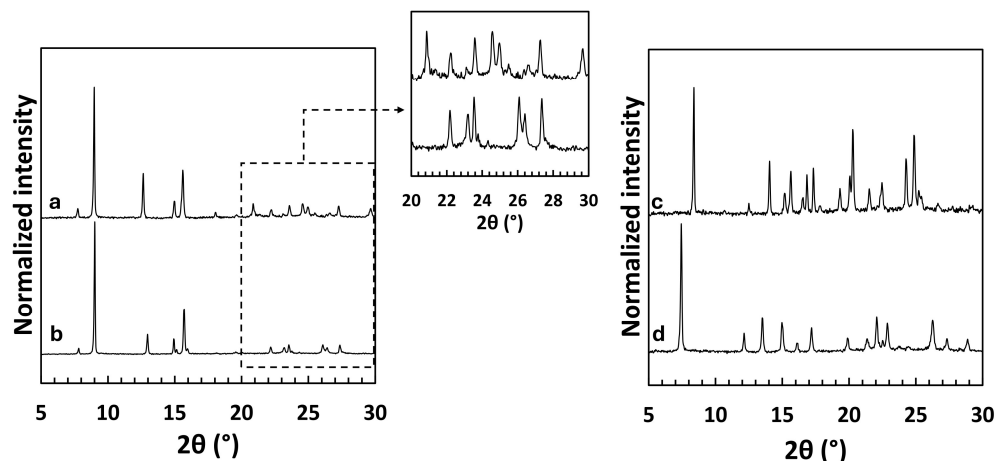 Normalized intensity
a
b
5 10 15 20 25 30
2θ (°)
20 22 24 26 28 30
2θ (°)
Normalized intensity
c
d
5 10 15 20 25 30
2θ (°)